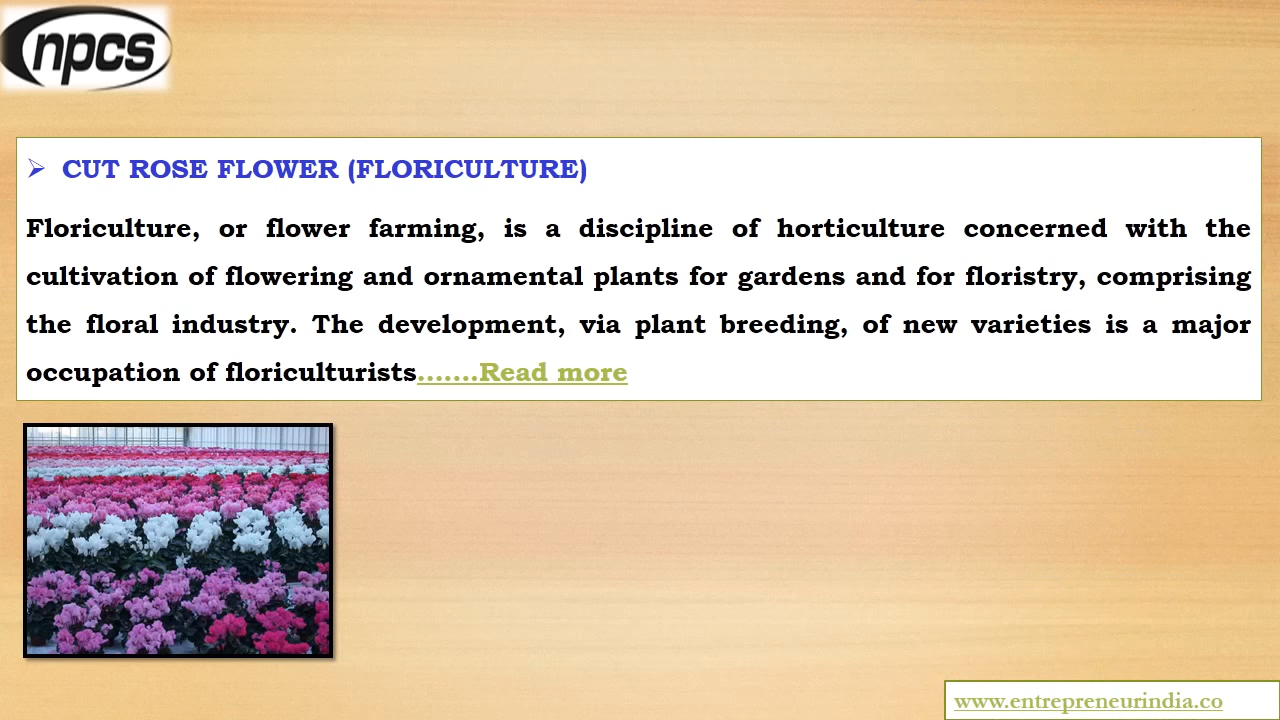 npcs
➢ CUT ROSE FLOWER (FLORICULTURE)
Floriculture, or flower farming, is a discipline of horticulture concerned with the
cultivation of flowering and ornamental plants for gardens and for floristry, comprising
the floral industry. The development, via plant breeding, of new varieties is a major
occupation of floriculturists.......Read more
www.entrepreneurindia.co